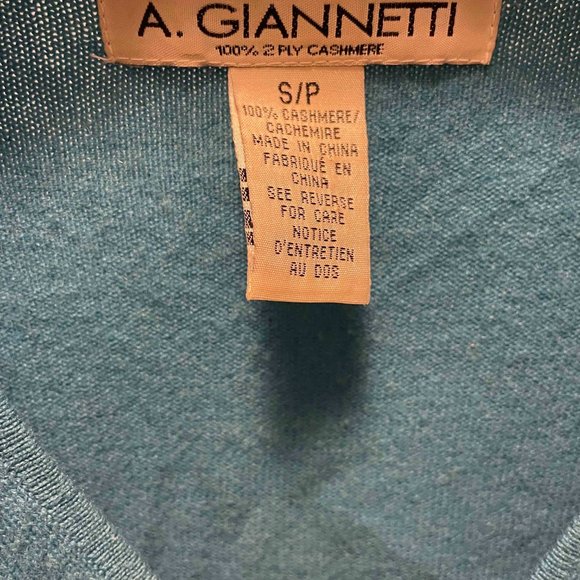 A. GIANNETTI
100% 2 PLY CASHMERE
S/P
100% CASHMERE/
CACHEMIRE
MADE IN CHINA
FABRIQUÉ EN
CHINA
SEE REVERSE
FOR CARE
NOTICE
D'ENTRETIEN
AU DOS